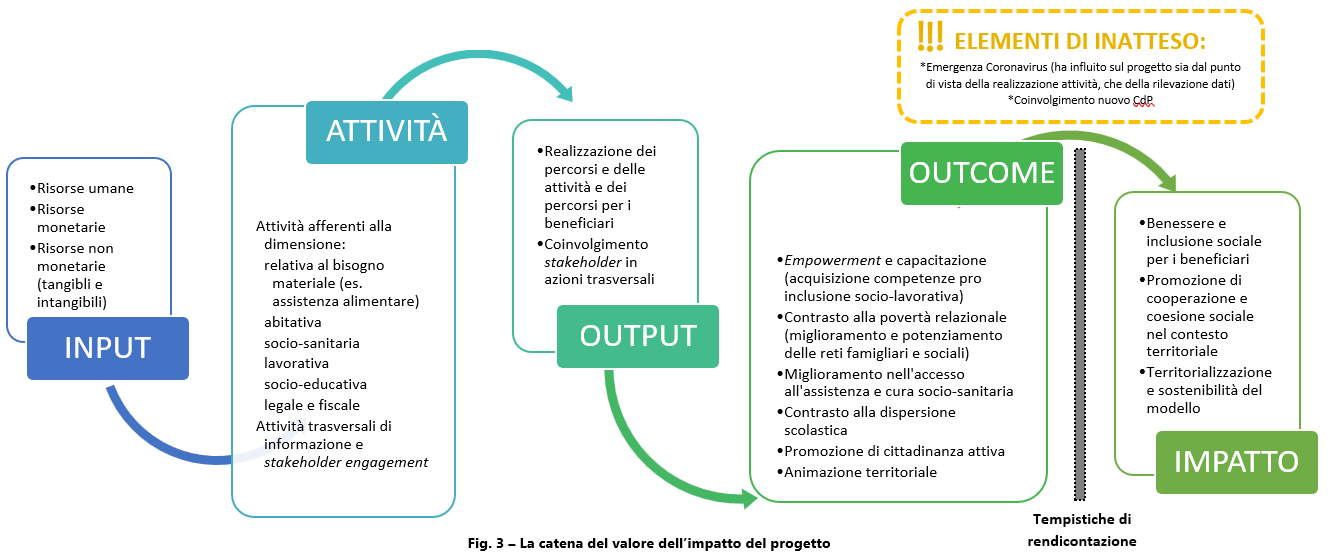 •Risorse umane
•Risorse
monetarie
•Risorse non
monetarie
(tangibli e
intangibili)
INPUT
ATTIVITÀ
Attività afferenti alla
dimensione:
relativa al bisogno
materiale (es.
assistenza alimentare)
abitativa
socio-sanitaria
lavorativa
socio-educativa
legale e fiscale
Attività trasversali di
informazione e
stakeholder engagement
•Realizzazione dei
percorsi e delle
attività e dei
percorsi per i
beneficiari
•Coinvolgimento
stakeholder in
azioni trasversali
OUTPUT
!!! ELEMENTI DI INATTESO:
*Emergenza Coronavirus (ha influito sul progetto sia dal punto
di vista della realizzazione attività, che della rilevazione dati)
*Coinvolgimento nuovo CdP
OUTCOME
•Empowerment e capacitazione
(acquisizione competenze pro
inclusione socio-lavorativa)
•Contrasto alla povertà relazionale
(miglioramento e potenziamento
delle reti famigliari e sociali)
•Miglioramento nell'accesso
all'assistenza e cura socio-sanitaria
•Contrasto alla dispersione
scolastica
•Promozione di cittadinanza attiva
•Animazione territoriale
•Benessere e
inclusione sociale
per i beneficiari
•Promozione di
cooperazione e
coesione sociale
nel contesto
territoriale
•Territorializzazione
e sostenibilità del
modello
IMPATTO
Tempistiche di
rendicontazione
Fig. 3 – La catena del valore dell’impatto del progetto